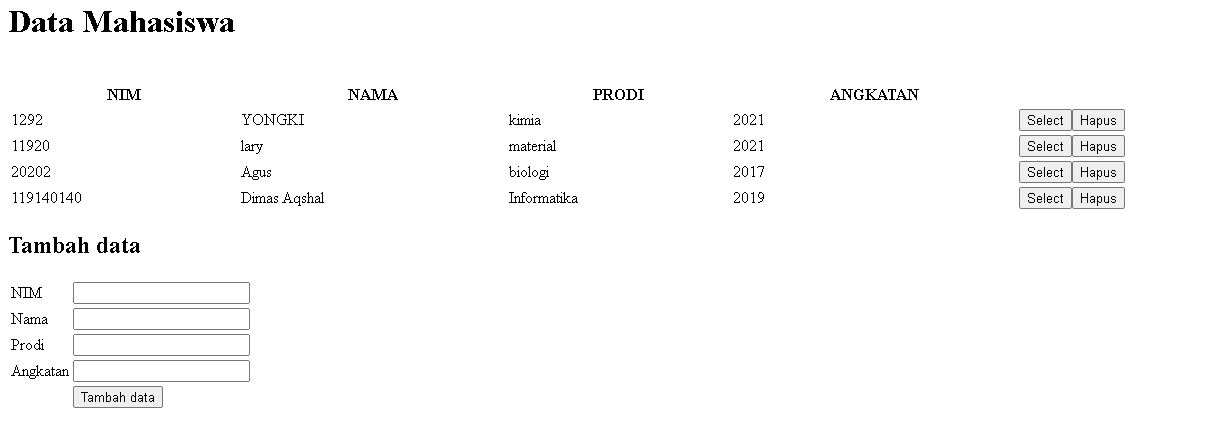 Data Mahasiswa
NIM NAMA PRODI ANGKATAN
1292 YONGKI kimia 2021 Select Hapus
11920 lary material 2021 Select Hapus
20202 Agus biologi 2017 Select Hapus
119140140 Dimas Aqshal Informatika 2019 Select Hapus
Tambah data
NIM
Nama
Prodi
Angkatan
Tambah data